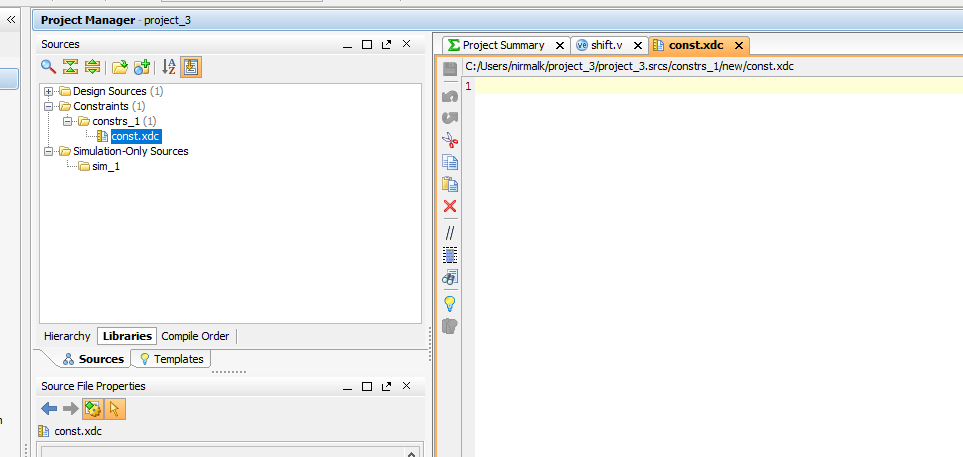 Project Manager - project_3
Sources
Design Sources (1)
Constraints (1)
constrs_1 (1)
const.xdc
Simulation-Only Sources
sim_1
Hierarchy Libraries Compile Order
Sources Templates
Source File Properties
const.xdc
Project Summary shift.v const.xdc
C:/Users/nirmalk/project_3/project_3.srcs/constrs_1/new/const.xdc
1